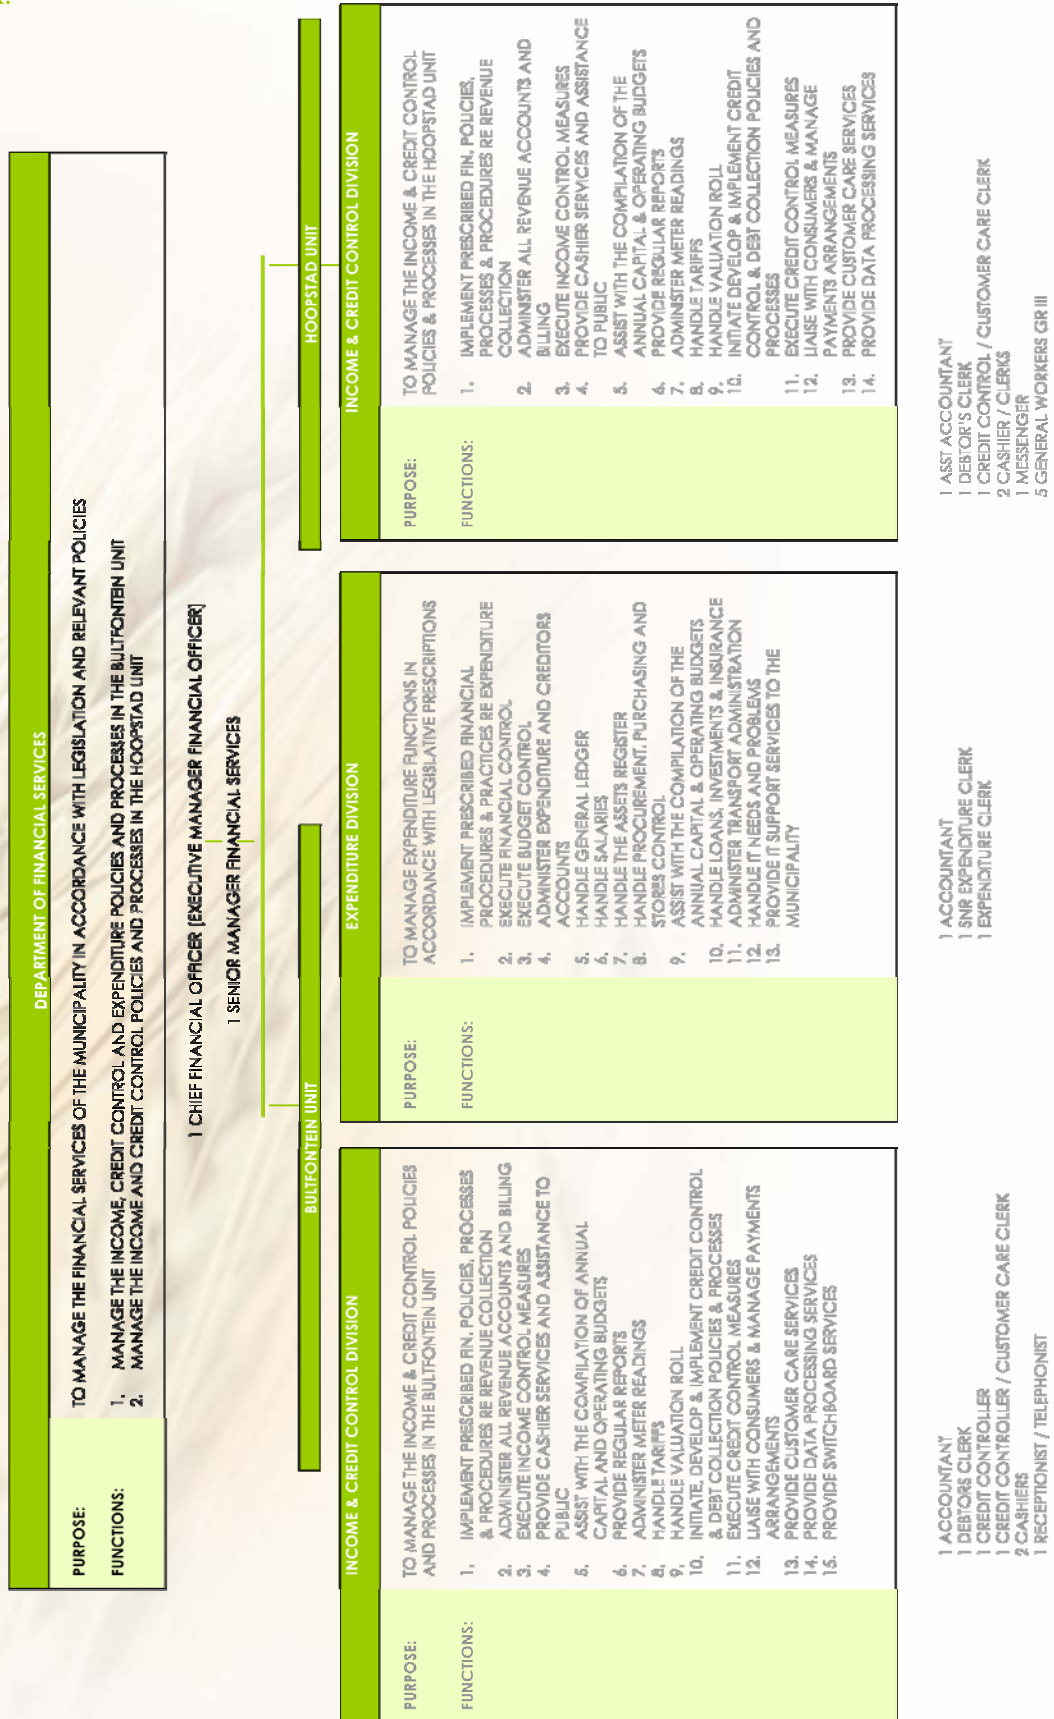 DEPARTMENT OF FINANCIAL SERVICES
PURPOSE:
TO MANAGE THE FINANCIAL SERVICES OF THE MUNICIPALITY IN ACCORDANCE WITH LEGISLATION AND RELEVANT POLICIES
FUNCTIONS:
1. MANAGE THE INCOME, CREDIT CONTROL AND EXPENDITURE POLICIES AND PROCESSES IN THE BULTFONTEN UNIT
2. MANAGE THE INCOME AND CREDIT CONTROL POLICIES AND PROCESSES IN THE HOOPSTAD UNIT
1 CHIEF FINANCIAL OFFICER (EXECUTIVE MANAGER FINANCIAL OFFICER)
1 SENIOR MANAGER FINANCIAL SERVICES
BULTFONTEIN UNIT
INCOME & CREDIT CONTROL DIVISION
PURPOSE:
TO MANAGE THE INCOME & CREDIT CONTROL POLICIES
AND PROCESSES IN THE BULTFONTEIN UNIT
FUNCTIONS:
1. IMPLEMENT PRESCRIBED FIN. POLICIES, PROCESSES
& PROCEDURES RE REVENUE COLLECTION
2. ADMINISTER ALL REVENUE ACCOUNTS AND BILLING
3. EXECUTE INCOME CONTROL MEASURES
4. PROVIDE CASHIER SERVICES AND ASSISTANCE TO
PUBLIC
5. ASSIST WITH THE COMPILATION OF ANNUAL
CAPITAL AND OPERATING BUDGETS
6. PROVIDE REGULAR REPORTS
7. ADMINISTER METER READINGS
8. HANDLE TARIFFS
9. HANDLE VALUATION ROLL
10. INITIATE, DEVELOP & IMPLEMENT CREDIT CONTROL
& DEBT COLLECTION POLICIES & PROCESSES
11. EXECUTE CREDIT CONTROL MEASURES
12. LIAISE WITH CONSUMERS & MANAGE PAYMENTS
ARRANGEMENTS
13. PROVIDE CUSTOMER CARE SERVICES
14. PROVIDE DATA PROCESSING SERVICES
15. PROVIDE SWITCHBOARD SERVICES
1 ACCOUNTANT
1 DEBTORS CLERK
1 CREDIT CONTROLLER
1 CREDIT CONTROLLER / CUSTOMER CARE CLERK
2 CASHIERS
1 RECEPTIONIST / TELEPHONIST
EXPENDITURE DIVISION
PURPOSE:
TO MANAGE EXPENDITURE FUNCTIONS IN
ACCORDANCE WITH LEGISLATIVE PRESCRIPTIONS
FUNCTIONS:
1. IMPLEMENT PRESCRIBED FINANCIAL
PROCEDURES & PRACTICES RE EXPENDITURE
2. EXECUTE FINANCIAL CONTROL
3. EXECUTE BUDGET CONTROL
4. ADMINISTER EXPENDITURE AND CREDITORS
ACCOUNTS
5. HANDLE GENERAL LEDGER
6. HANDLE SALARIES
7. HANDLE THE ASSETS REGISTER
8. HANDLE PROCUREMENT, PURCHASING AND
STORES CONTROL
9. ASSIST WITH THE COMPILATION OF THE
ANNUAL CAPITAL & OPERATING BUDGETS
10. HANDLE LOANS, INVESTMENTS & INSURANCE
11. ADMINISTER TRANSPORT ADMINISTRATION
12. HANDLE IT NEEDS AND PROBLEMS
13. PROVIDE IT SUPPORT SERVICES TO THE
MUNICIPALITY
1 ACCOUNTANT
1 SNR EXPENDITURE CLERK
1 EXPENDITURE CLERK
HOOPSTAD UNIT
INCOME & CREDIT CONTROL DIVISION
PURPOSE:
TO MANAGE THE INCOME & CREDIT CONTROL
POLICIES & PROCESSES IN THE HOOPSTAD UNIT
FUNCTIONS:
1. IMPLEMENT PRESCRIBED FIN. POLICIES,
PROCESSES & PROCEDURES RE REVENUE
COLLECTION
2. ADMINISTER ALL REVENUE ACCOUNTS AND
BILLING
3. EXECUTE INCOME CONTROL MEASURES
4. PROVIDE CASHIER SERVICES AND ASSISTANCE
TO PUBLIC
5. ASSIST WITH THE COMPILATION OF THE
ANNUAL CAPITAL & OPERATING BUDGETS
6. PROVIDE REGULAR REPORTS
7. ADMINISTER METER READINGS
8. HANDLE TARIFFS
9. HANDLE VALUATION ROLL
10. INITIATE DEVELOP & IMPLEMENT CREDIT
CONTROL & DEBT COLLECTION POLICIES AND
PROCESSES
11. EXECUTE CREDIT CONTROL MEASURES
12. LIAISE WITH CONSUMERS & MANAGE
PAYMENTS ARRANGEMENTS
13. PROVIDE CUSTOMER CARE SERVICES
14. PROVIDE DATA PROCESSING SERVICES
1 ASST ACCOUNTANT
1 DEBTOR'S CLERK
1 CREDIT CONTROL / CUSTOMER CARE CLERK
2 CASHIER / CLERKS
1 MESSENGER
5 GENERAL WORKERS GR III